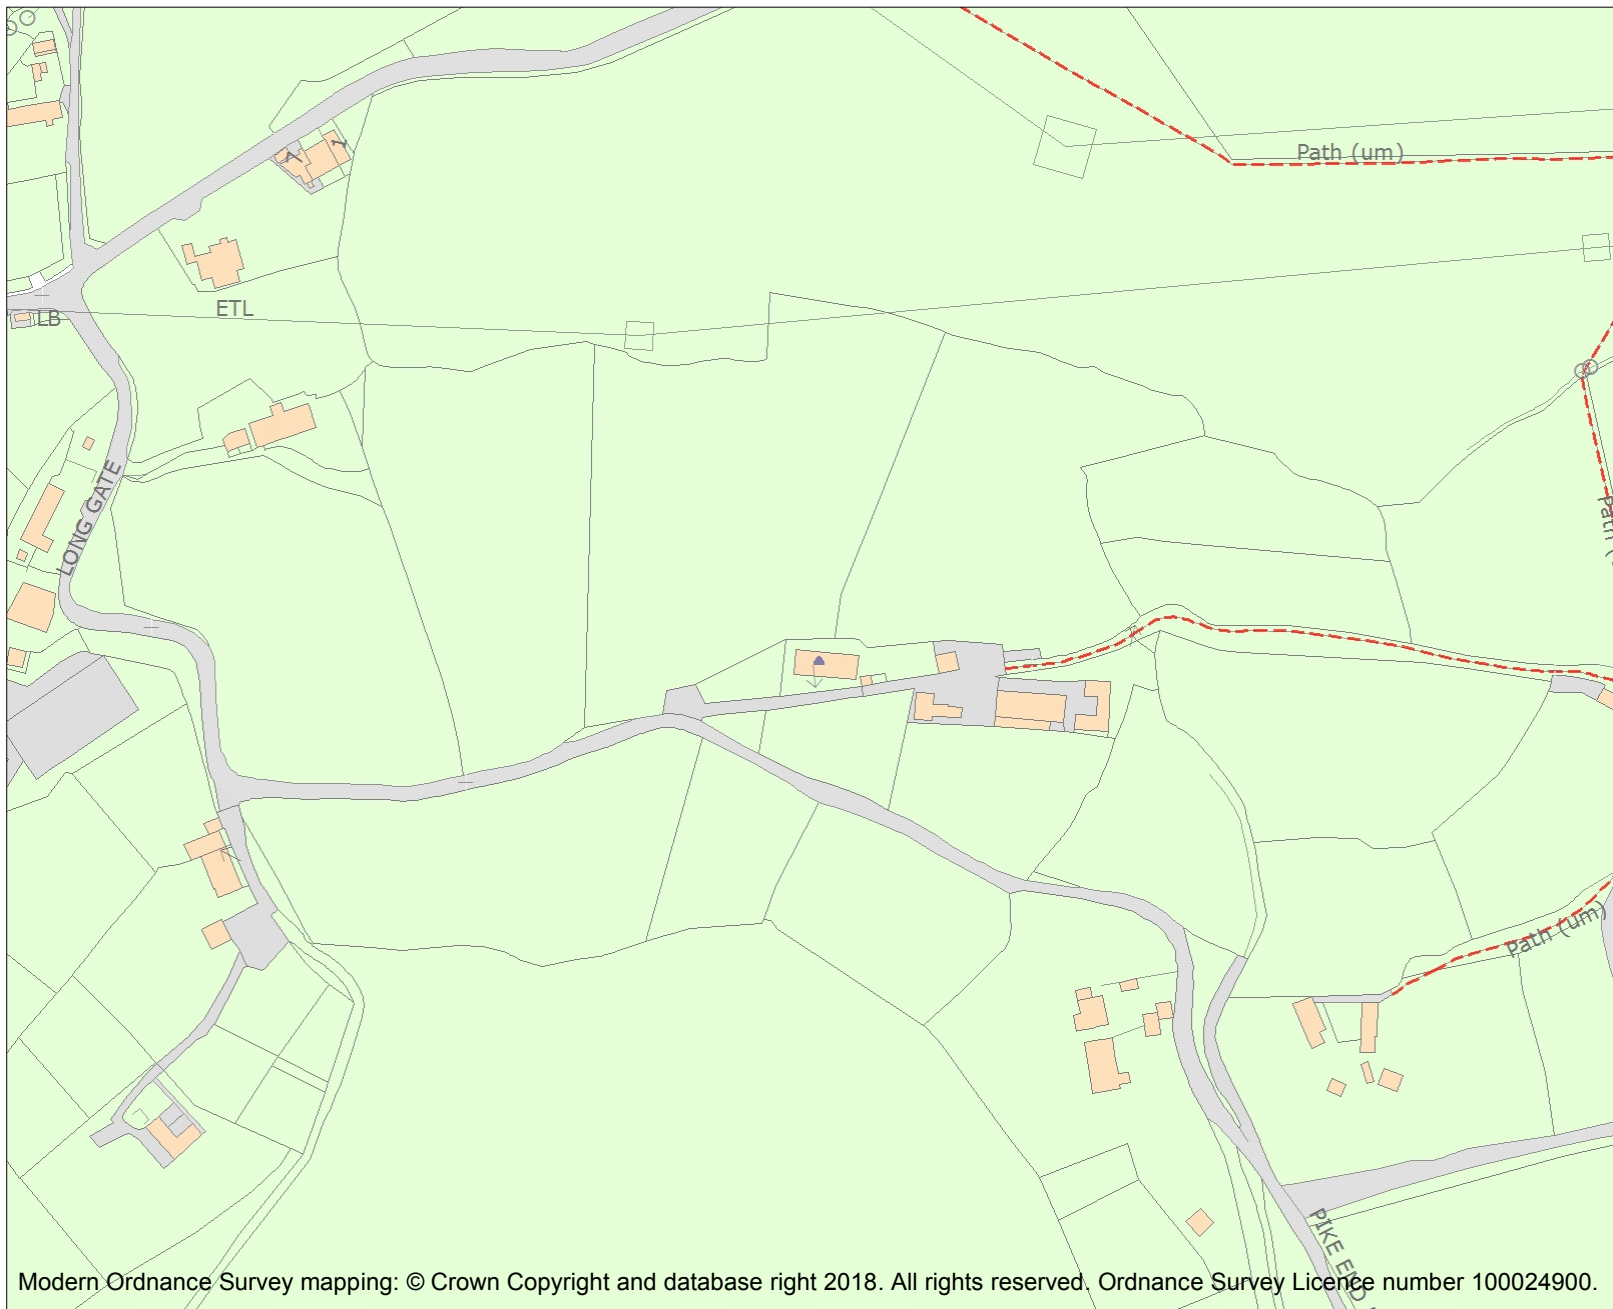 Path (um)
ETL
LB
LONG GATE
Path (um)
PIKE END
Modern Ordnance Survey mapping: © Crown Copyright and database right 2018. All rights reserved. Ordnance Survey Licence number 100024900.